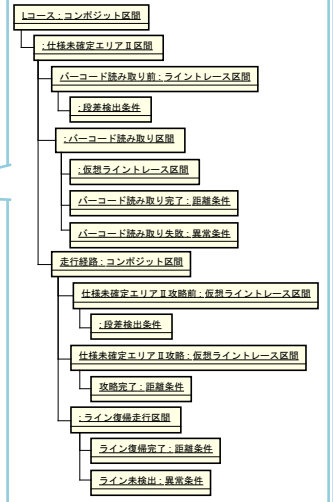 Lコース：コンポジット区間
：仕様未確定エリアⅡ区間
バーコード読み取り前：ライントレース区間
：段差検出条件
：バーコード読み取り区間
：仮想ライントレース区間
バーコード読み取り完了：距離条件
バーコード読み取り失敗：異常条件
走行経路：コンポジット区間
仕様未確定エリアⅡ攻略前：仮想ライントレース区間
：段差検出条件
仕様未確定エリアⅡ攻略：仮想ライントレース区間
攻略完了：距離条件
：ライン復帰走行区間
ライン復帰完了：距離条件
ライン未検出：異常条件